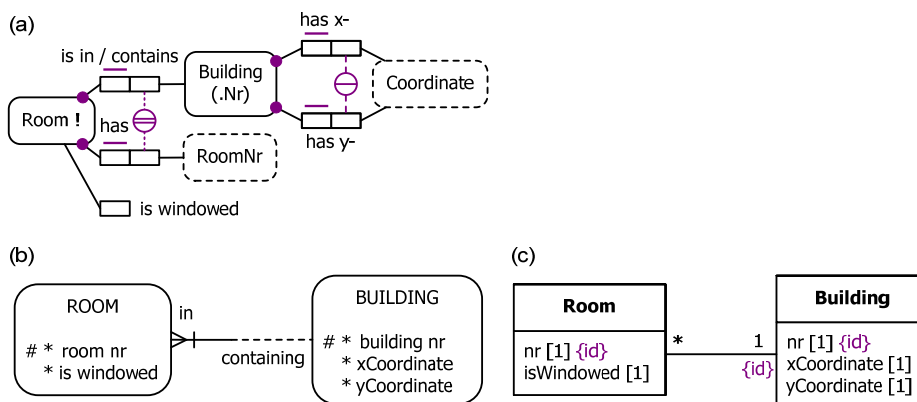 (a)
has x-
is in / contains
Building
(.Nr)
Coordinate
Room !
has
has y-
RoomNr
is windowed
(b)
(c)
ROOM
in
BUILDING
# * room nr
* is windowed
containing
# * building nr
* xCoordinate
* yCoordinate
Room
nr [1] {id}
isWindowed [1]
*
1
{id}
Building
nr [1] {id}
xCoordinate [1]
yCoordinate [1]